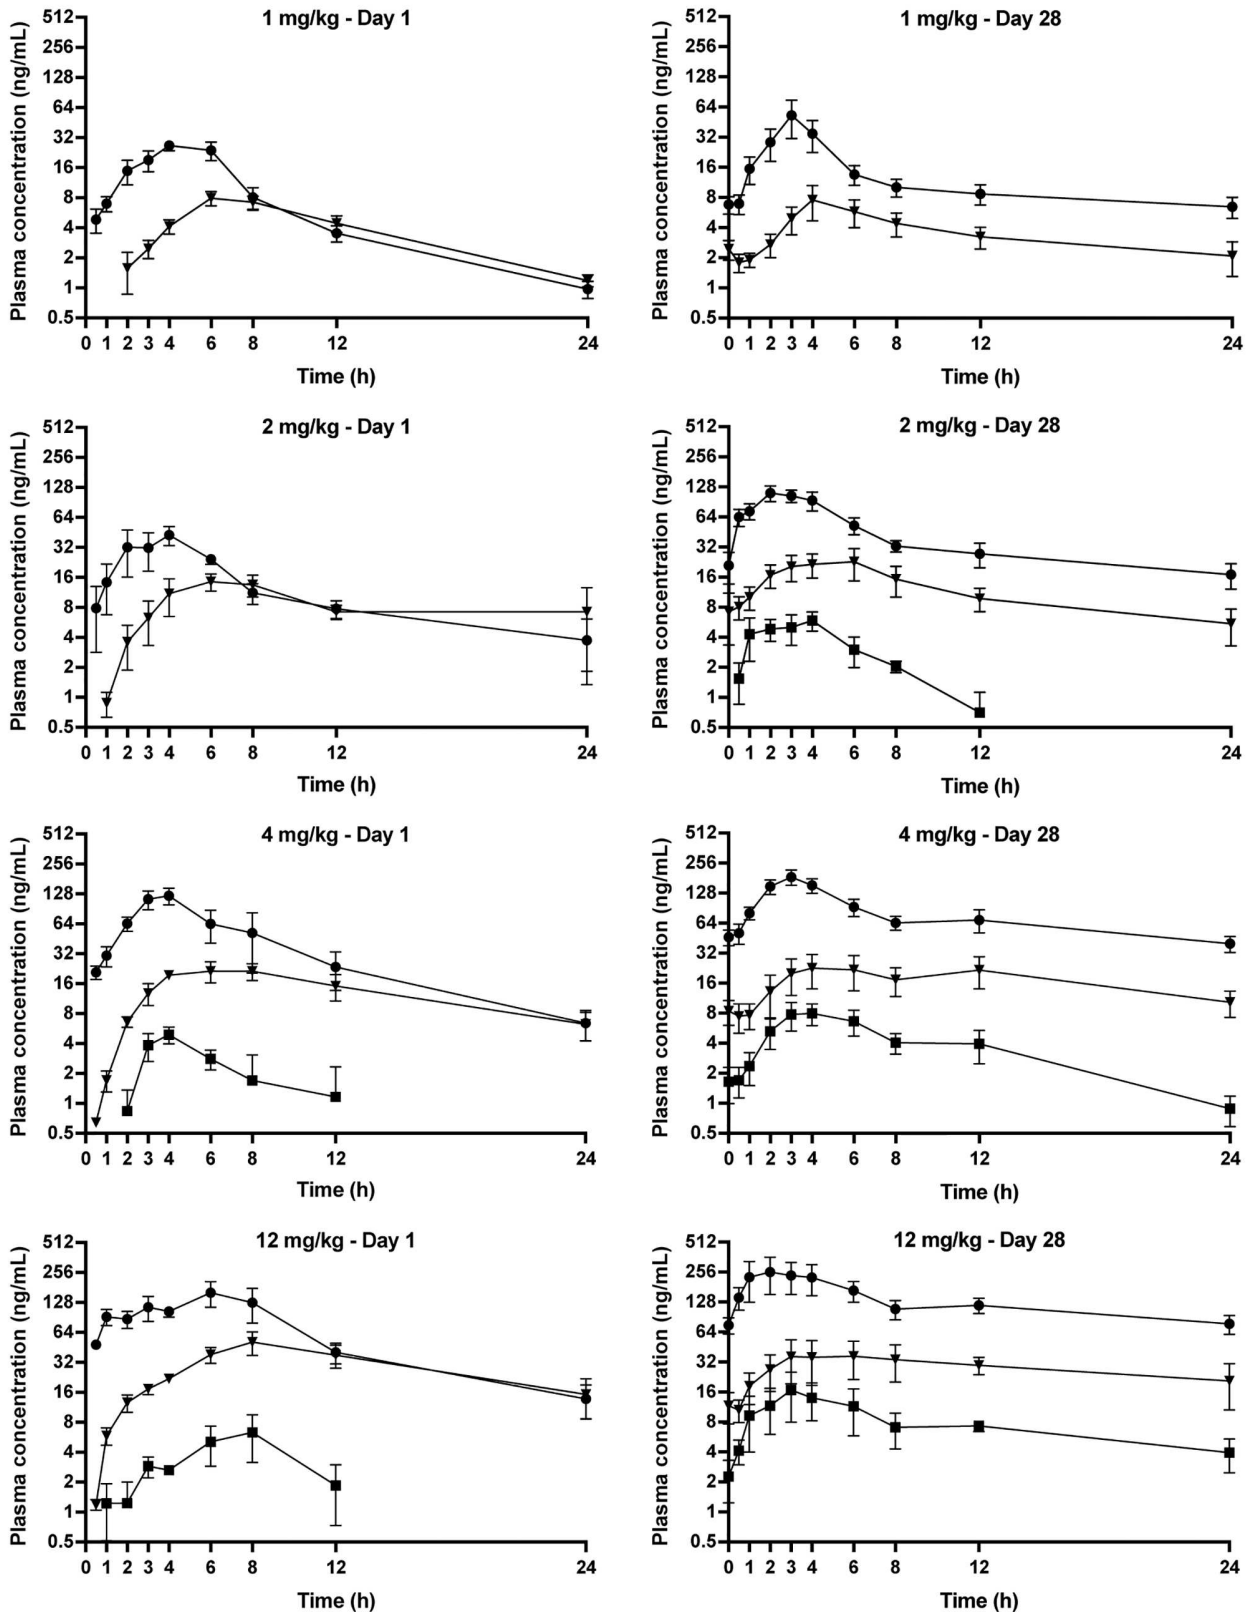 1 mg/kg - Day 1
Plasma concentration (ng/mL)
512
256
128
64
32
16
8
4
2
1
0.5
0 1 2 3 4 6 8 12 24
Time (h)
1 mg/kg - Day 28
Plasma concentration (ng/mL)
512
256
128
64
32
16
8
4
2
1
0.5
0 1 2 3 4 6 8 12 24
Time (h)
2 mg/kg - Day 1
Plasma concentration (ng/mL)
512
256
128
64
32
16
8
4
2
1
0.5
0 1 2 3 4 6 8 12 24
Time (h)
2 mg/kg - Day 28
Plasma concentration (ng/mL)
512
256
128
64
32
16
8
4
2
1
0.5
0 1 2 3 4 6 8 12 24
Time (h)
4 mg/kg - Day 1
Plasma concentration (ng/mL)
512
256
128
64
32
16
8
4
2
1
0.5
0 1 2 3 4 6 8 12 24
Time (h)
4 mg/kg - Day 28
Plasma concentration (ng/mL)
512
256
128
64
32
16
8
4
2
1
0.5
0 1 2 3 4 6 8 12 24
Time (h)
12 mg/kg - Day 1
Plasma concentration (ng/mL)
512
256
128
64
32
16
8
4
2
1
0.5
0 1 2 3 4 6 8 12 24
Time (h)
12 mg/kg - Day 28
Plasma concentration (ng/mL)
512
256
128
64
32
16
8
4
2
1
0.5
0 1 2 3 4 6 8 12 24
Time (h)